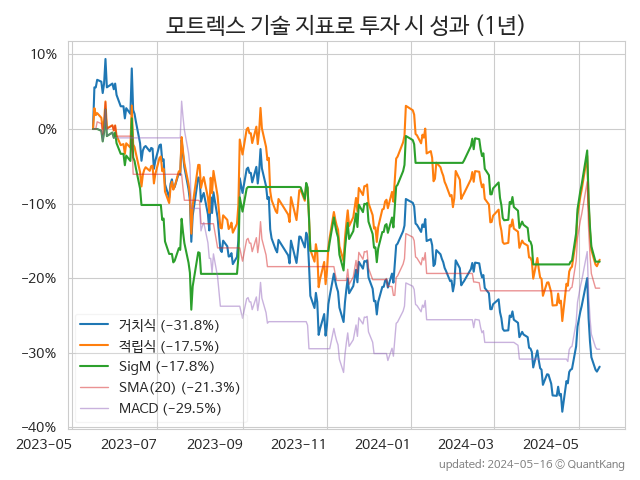 모트렉스 기술 지표로 투자 시 성과 (1년)
10%
0%
−10%
−20%
−30%
−40%
거치식 (−31.8%)
적립식 (−17.5%)
SigM (−17.8%)
SMA(20) (−21.3%)
MACD (−29.5%)
2023-05 2023-07 2023-09 2023-11 2024-01 2024-03 2024-05
updated: 2024-05-16 © QuantKang